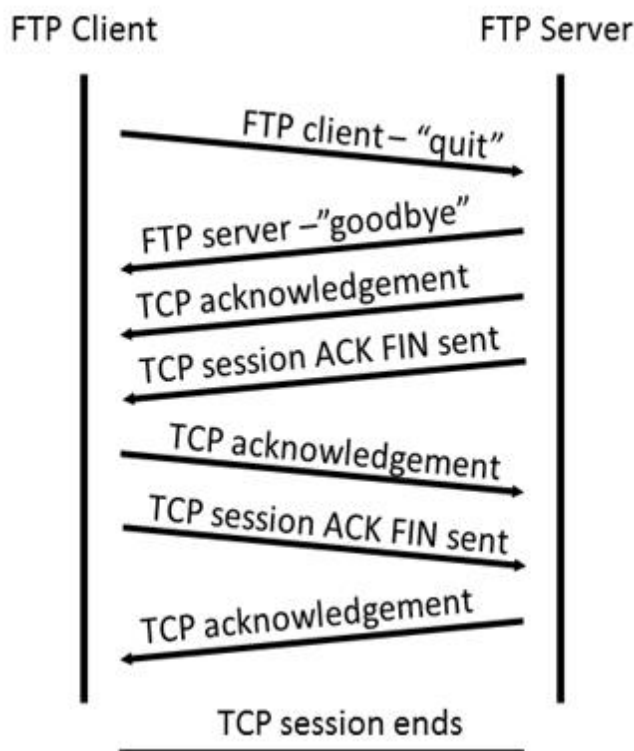 FTP Client
FTP Server
FTP client – “quit”
FTP server –”goodbye”
TCP acknowledgement
TCP session ACK FIN sent
TCP acknowledgement
TCP session ACK FIN sent
TCP acknowledgement
TCP session ends